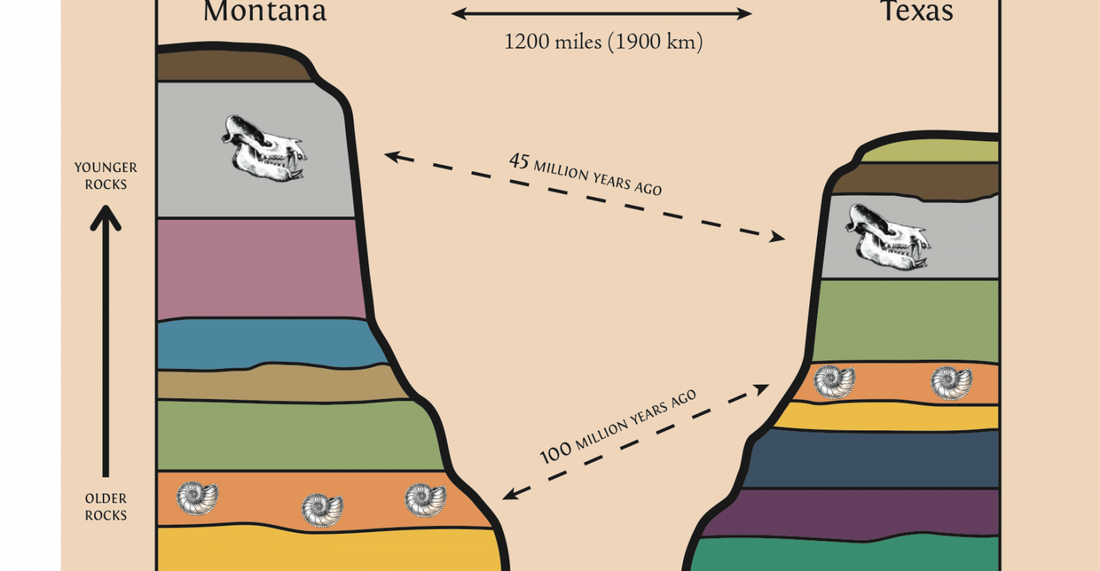 Montana
Texas
1200 miles (1900 km)
45 MILLION YEARS AGO
YOUNGER
ROCKS
100 MILLION YEARS AGO
OLDER
ROCKS